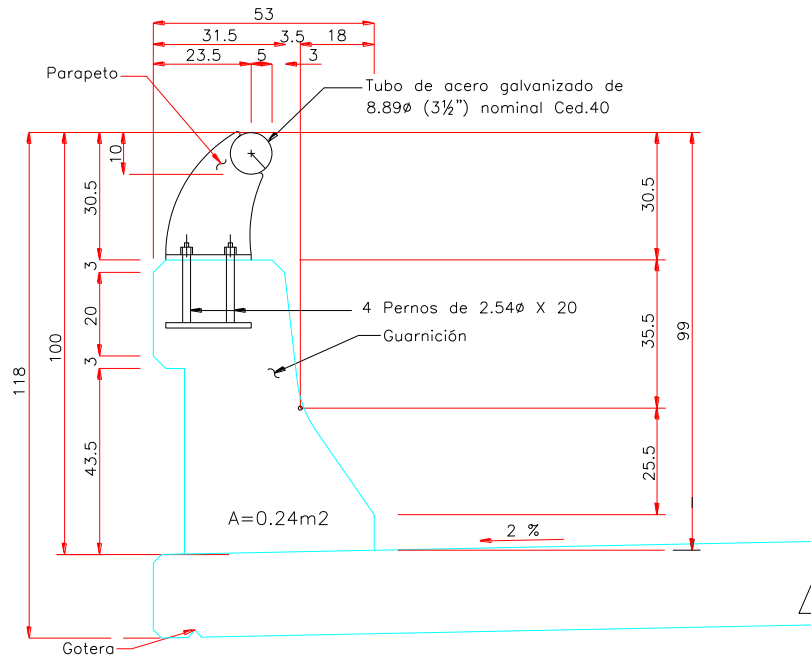 53
31.5 3.5 18
23.5 5 3
Parapeto
Tubo de acero galvanizado de
8.89ø (3½") nominal Ced.40
10
30.5
30.5
3
4 Pernos de 2.54ø X 20
20
Guarnición
35.5
99
100
3
118
43.5
25.5
A=0.24m2
2 %
Gotera